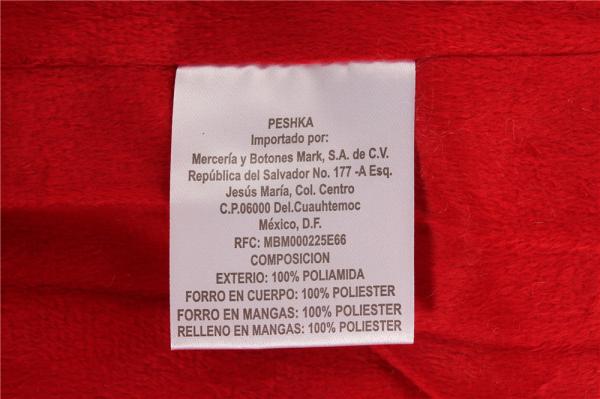 PESHKA
Importado por:
Mercería y Botones Mark, S.A. de C.V.
República del Salvador No. 177 -A Esq.
Jesús María, Col. Centro
C.P.06000 Del.Cuauhtemoc
México, D.F.
RFC: MBM000225E66
COMPOSICION
EXTERIO: 100% POLIAMIDA
FORRO EN CUERPO: 100% POLIESTER
FORRO EN MANGAS: 100% POLIESTER
RELLENO EN MANGAS: 100% POLIESTER